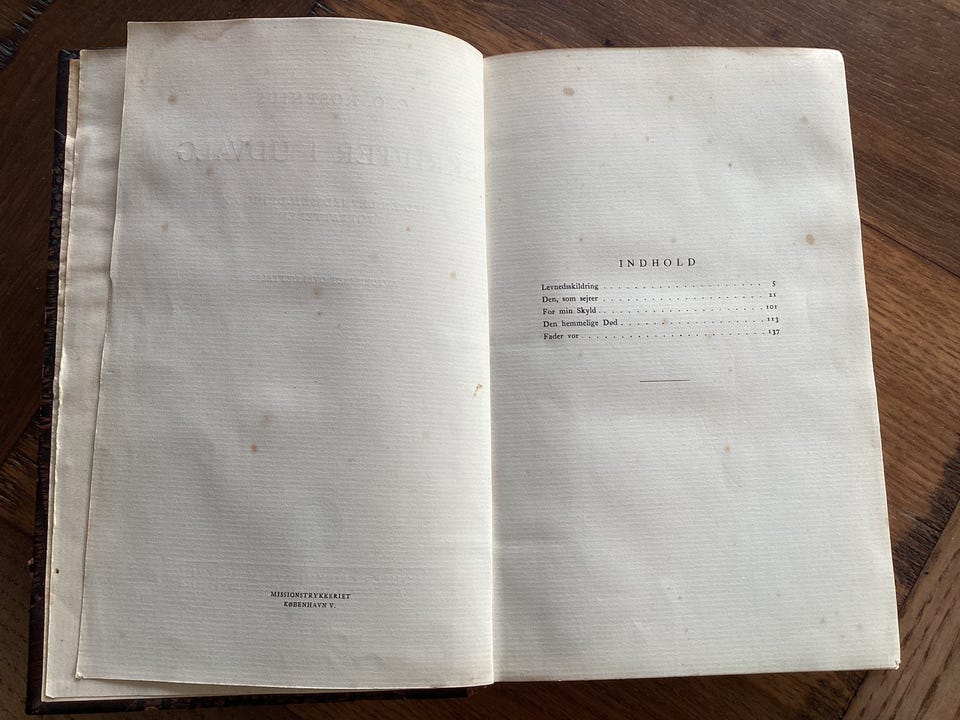 MISSIONSTRYKKERIET
KØBENHAVN V.
INDHOLD
Levnedsskildring . . . . . . . . . . . . . . . . . . . . . . 5
Den, som sejrer . . . . . . . . . . . . . . . . . . . . . . 21
For min Skyld . . . . . . . . . . . . . . . . . . . . . . 101
Den hemmelige Død . . . . . . . . . . . . . . . . . . . 113
Fader vor . . . . . . . . . . . . . . . . . . . . . . . . 137